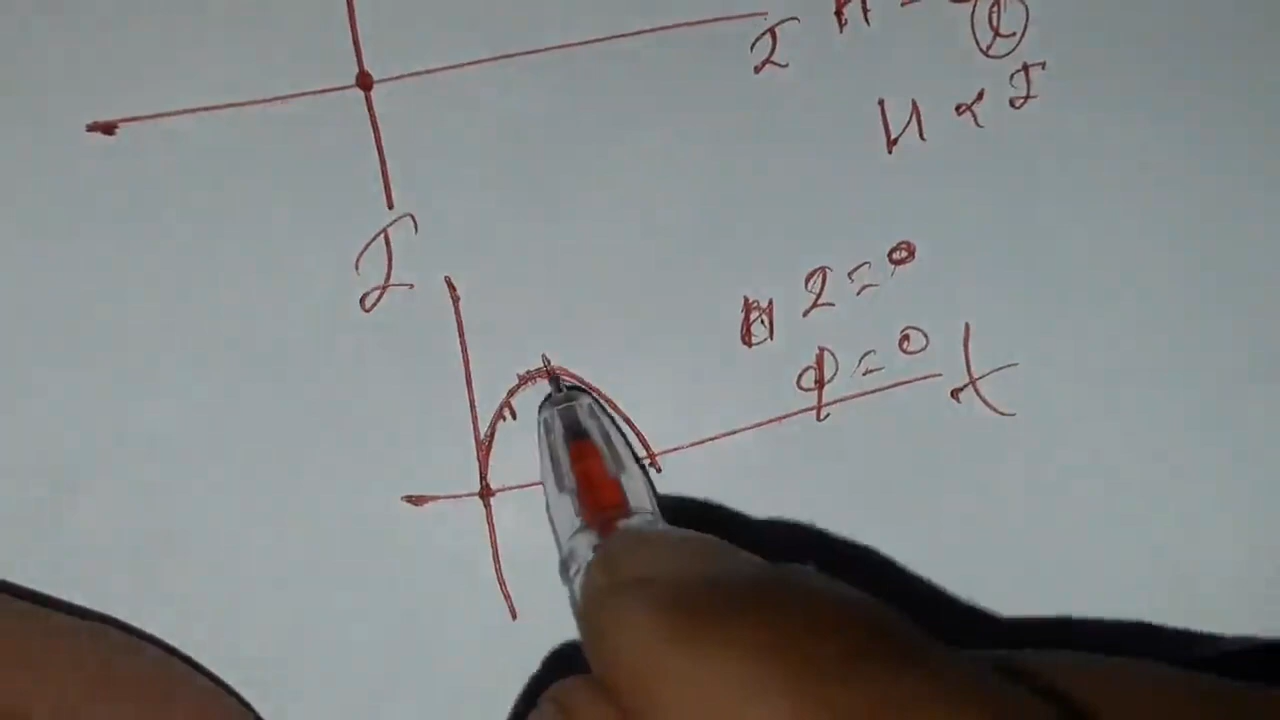 I
H ∝ I
I
I = 0
φ = 0
t